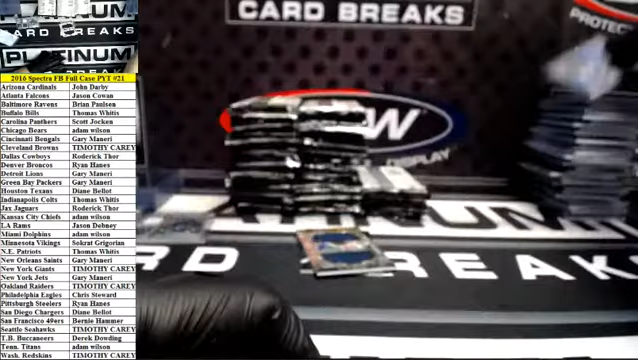 CARD BREAKS
PROTEC
CARD BREAKS
PLATINUM
2016 Spectra FB Full Case PYT #21
Arizona Cardinals John Darby
Atlanta Falcons Jason Cowan
Baltimore Ravens Brian Paulsen
Buffalo Bills Thomas Whitis
Carolina Panthers Scott Jocken
Chicago Bears adam wilson
Cincinnati Bengals Gary Maneri
Cleveland Browns TIMOTHY CAREY
Dallas Cowboys Roderick Thor
Denver Broncos Ryan Hanes
Detroit Lions Gary Maneri
Green Bay Packers Gary Maneri
Houston Texans Diane Bellot
Indianapolis Colts Thomas Whitis
Jax Jaguars Roderick Thor
Kansas City Chiefs adam wilson
LA Rams Jason Debney
Miami Dolphins adam wilson
Minnesota Vikings Sokrat Grigorian
N.E. Patriots Thomas Whitis
New Orleans Saints Gary Maneri
New York Giants TIMOTHY CAREY
New York Jets Gary Maneri
Oakland Raiders TIMOTHY CAREY
Philadelphia Eagles Chris Steward
Pittsburgh Steelers Ryan Hanes
San Diego Chargers Diane Bellot
San Francisco 49ers Bernie Hammer
Seattle Seahawks TIMOTHY CAREY
T.B. Buccaneers Derek Dowding
Tenn. Titans adam wilson
Wash. Redskins TIMOTHY CAREY
W
DISPLAY
NUM
RD BREAKS